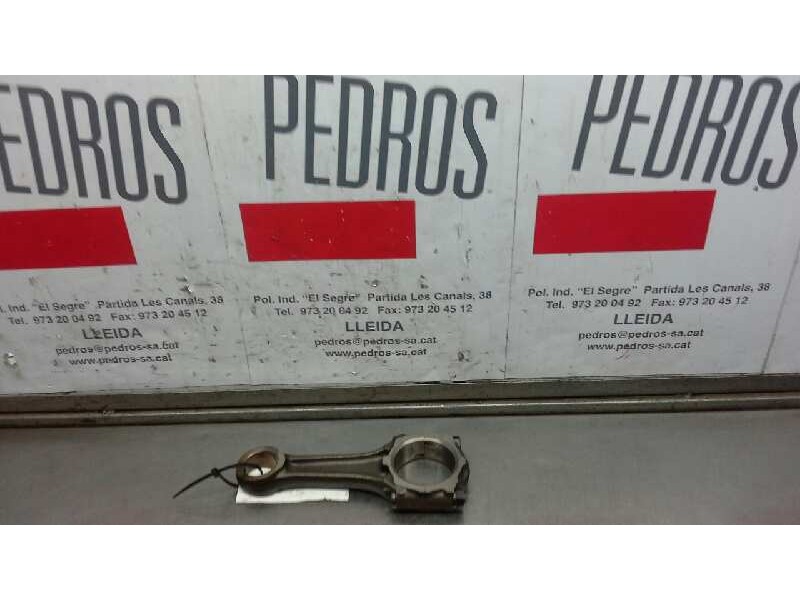 PEDROS
PEDROS
PEDROS
Pol. Ind. "El Segre" Partida Les Canals, 38
Tel. 973 20 04 92 Fax: 973 20 45 12
LLEIDA
pedros@pedros-sa.cat
www.pedros-sa.cat
Pol. Ind. "El Segre" Partida Les Canals, 38
Tel. 973 20 04 92 Fax: 973 20 45 12
LLEIDA
pedros@pedros-sa.cat
www.pedros-sa.cat
Pol. Ind. "El Segre" Partida Les Canals, 38
Tel. 973 20 04 92 Fax: 973 20 45 12
LLEIDA
pedros@pedros-sa.cat
www.pedros-sa.cat